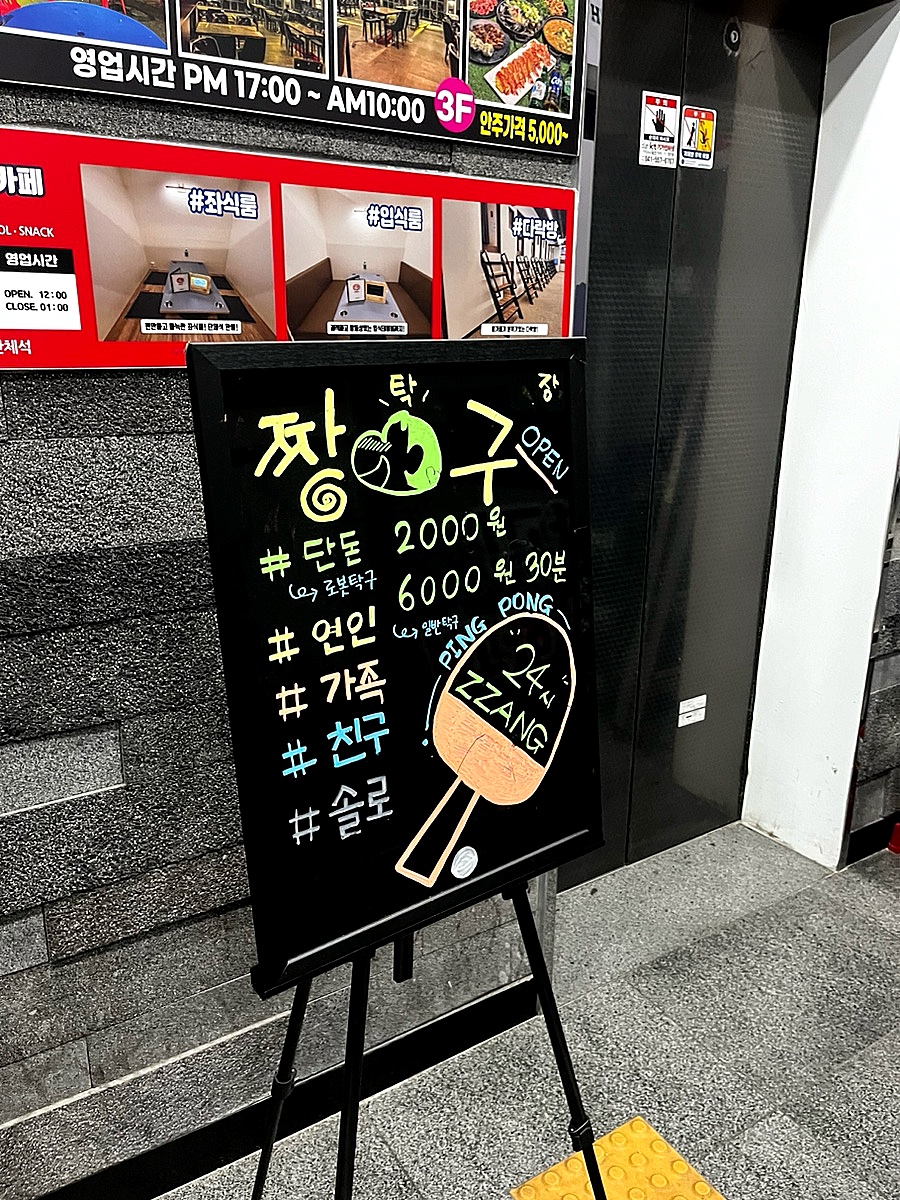 영업시간 PM 17:00 ~ AM10:00
3F
안주가격 5,000~
카페
OL · SNACK
영업시간
OPEN. 12:00
CLOSE. 01:00
단체석
#좌식룸
#입식룸
#다락방
짱 탁 구 장
OPEN
# 단돈 2000원
로봇탁구
6000원 30분
일반탁구
# 연인
# 가족
# 친구
# 솔로
PING PONG
24시
ZZANG